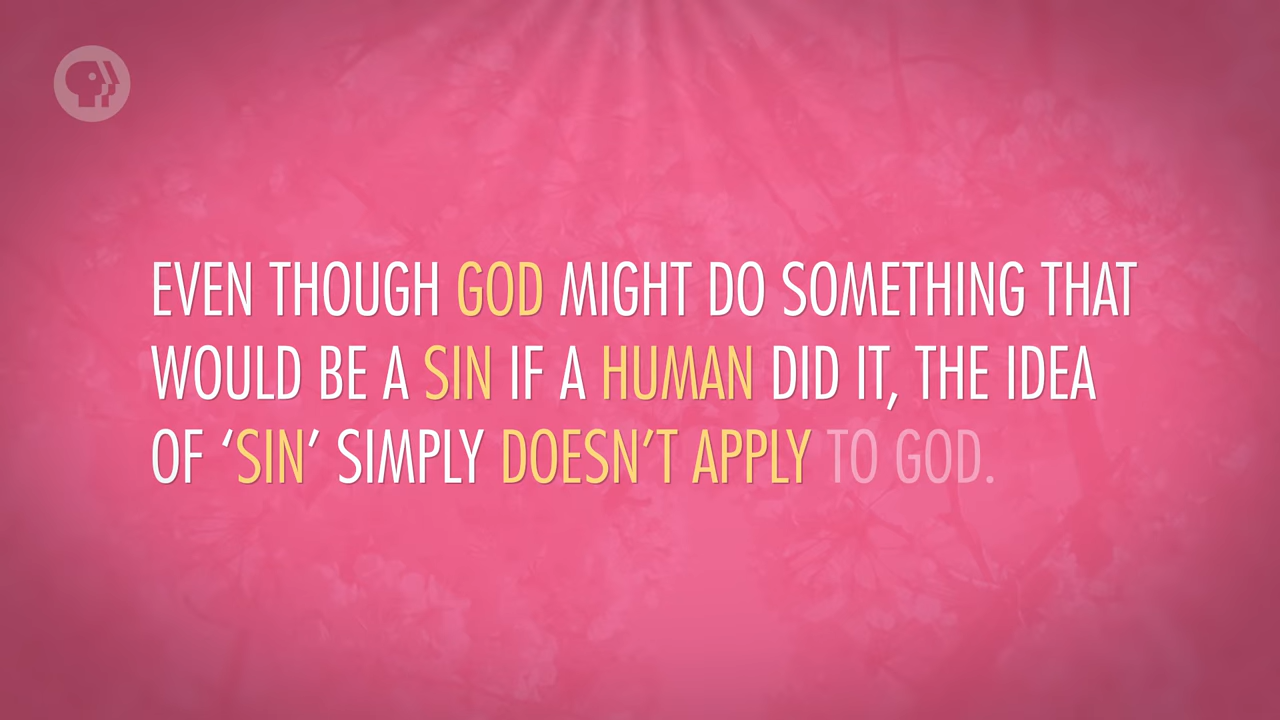 EVEN THOUGH GOD MIGHT DO SOMETHING THAT
WOULD BE A SIN IF A HUMAN DID IT, THE IDEA
OF ‘SIN’ SIMPLY DOESN’T APPLY TO GOD.